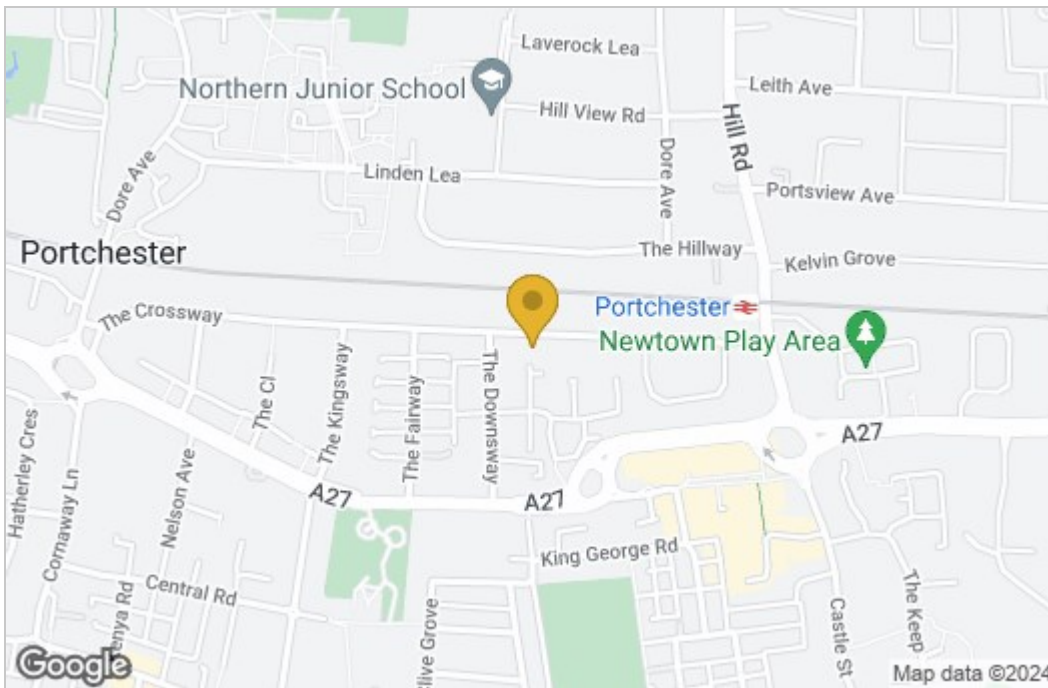 Laverock Lea
Northern Junior School
Leith Ave
Hill View Rd
Hill Rd
Dore Ave
Dore Ave
Linden Lea
Portsview Ave
Portchester
The Hillway
Kelvin Grove
The Crossway
Portchester
Newtown Play Area
The Cl
The Kingsway
The Fairway
The Downsway
A27
Hatherley Cres
Cornaway Ln
Nelson Ave
A27
A27
King George Rd
Central Rd
enya Rd
Clive Grove
Castle St
The Keep
Google
Map data ©2024